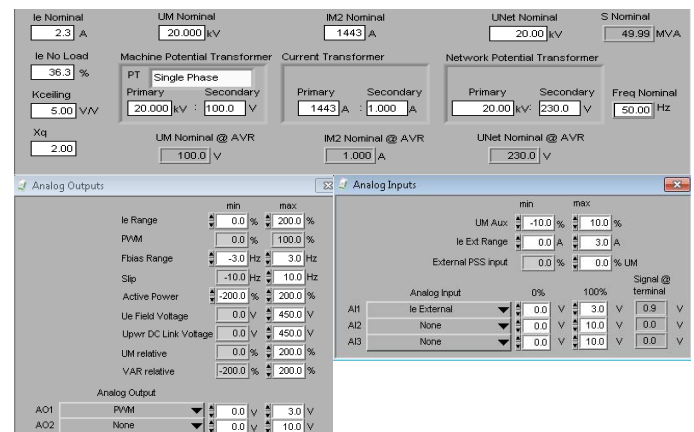 Ie Nominal UM Nominal IM2 Nominal UNet Nominal S Nominal
2.3 A 20.000 kV 1443 A 20.00 kV 49.99 MVA
Ie No Load Machine Potential Transformer Current Transformer Network Potential Transformer
36.3 % PT Single Phase
Kceiling Primary Secondary Primary Secondary Primary Secondary Freq Nominal
5.00 V/V 20.000 kV : 100.0 V 1443 A : 1.000 A 20.00 kV: 230.0 V 50.00 Hz
Xq UM Nominal @ AVR IM2 Nominal @ AVR UNet Nominal @ AVR
2.00 100.0 V 1.000 A 230.0 V
Analog Outputs
min max
Ie Range 0.0 % 200.0 %
PWM 0.0 % 100.0 %
Fbias Range -3.0 Hz 3.0 Hz
Slip -10.0 Hz 10.0 Hz
Active Power -200.0 % 200.0 %
Ue Field Voltage 0.0 V 450.0 V
Upwr DC Link Voltage 0.0 V 450.0 V
UM relative 0.0 % 200.0 %
VAR relative -200.0 % 200.0 %
Analog Output
AO1 PWM 0.0 V 3.0 V
AO2 None 0.0 V 10.0 V
Analog Inputs
min max
UM Aux -10.0 % 10.0 %
Ie Ext Range 0.0 A 3.0 A
External PSS input 0.0 % 0.0 % UM
Signal @
Analog Input 0% 100% terminal
AI1 Ie External 0.0 V 3.0 V 0.9 V
AI2 None 0.0 V 10.0 V 0.0 V
AI3 None 0.0 V 10.0 V 0.0 V